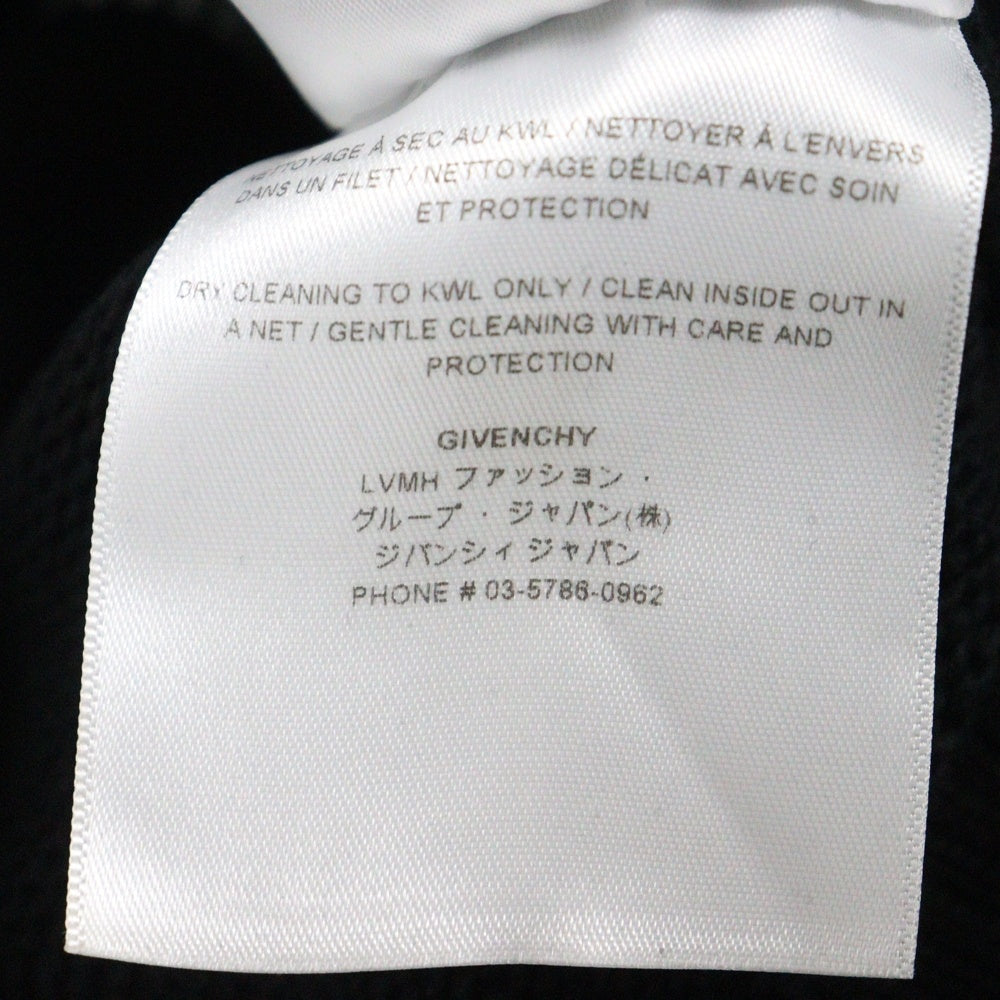 NETTOYAGE À SEC AU KWL / NETTOYER À L'ENVERS
DANS UN FILET / NETTOYAGE DÉLICAT AVEC SOIN
ET PROTECTION
DRY CLEANING TO KWL ONLY / CLEAN INSIDE OUT IN
A NET / GENTLE CLEANING WITH CARE AND
PROTECTION
GIVENCHY
LVMH ファッション ·
グループ · ジャパン(株)
ジバンシィ ジャパン
PHONE # 03-5786-0962